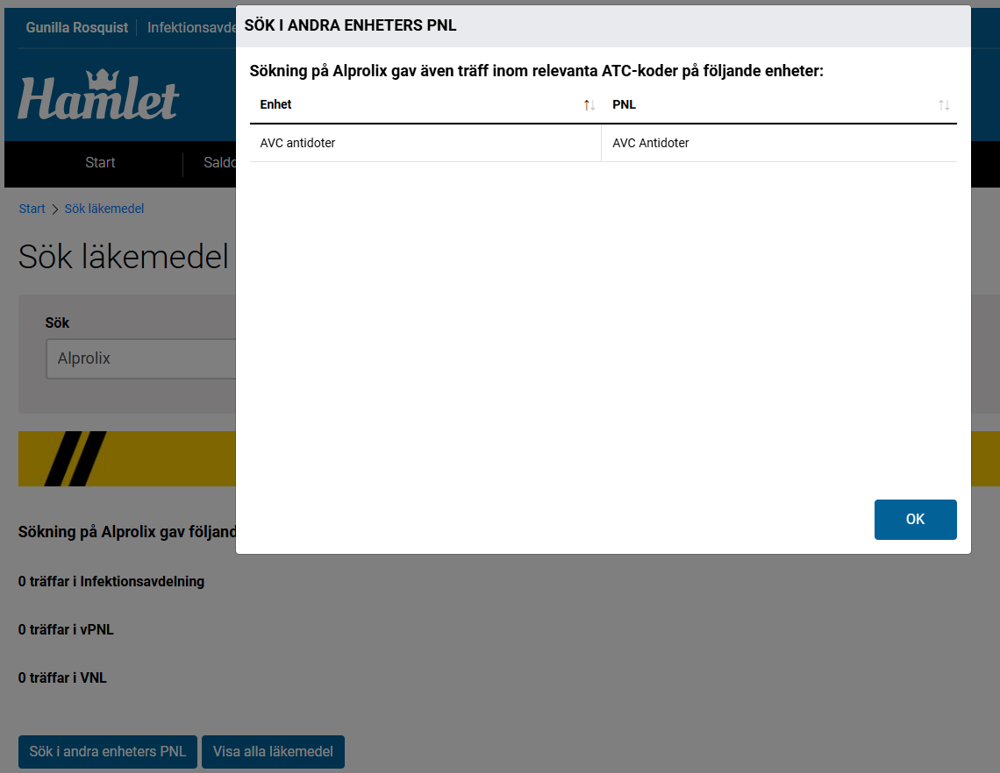 Gunilla Rosquist Infektionsavde
Hamlet
Start Saldo
Start Sök läkemedel
Sök läkemedel
Sök
Alprolix
Sökning på Alprolix gav följand
0 träffar i Infektionsavdelning
0 träffar i vPNL
0 träffar i VNL
Sök i andra enheters PNL Visa alla läkemedel
SÖK I ANDRA ENHETERS PNL
Sökning på Alprolix gav även träff inom relevanta ATC-koder på följande enheter:
Enhet PNL
AVC antidoter AVC Antidoter
OK